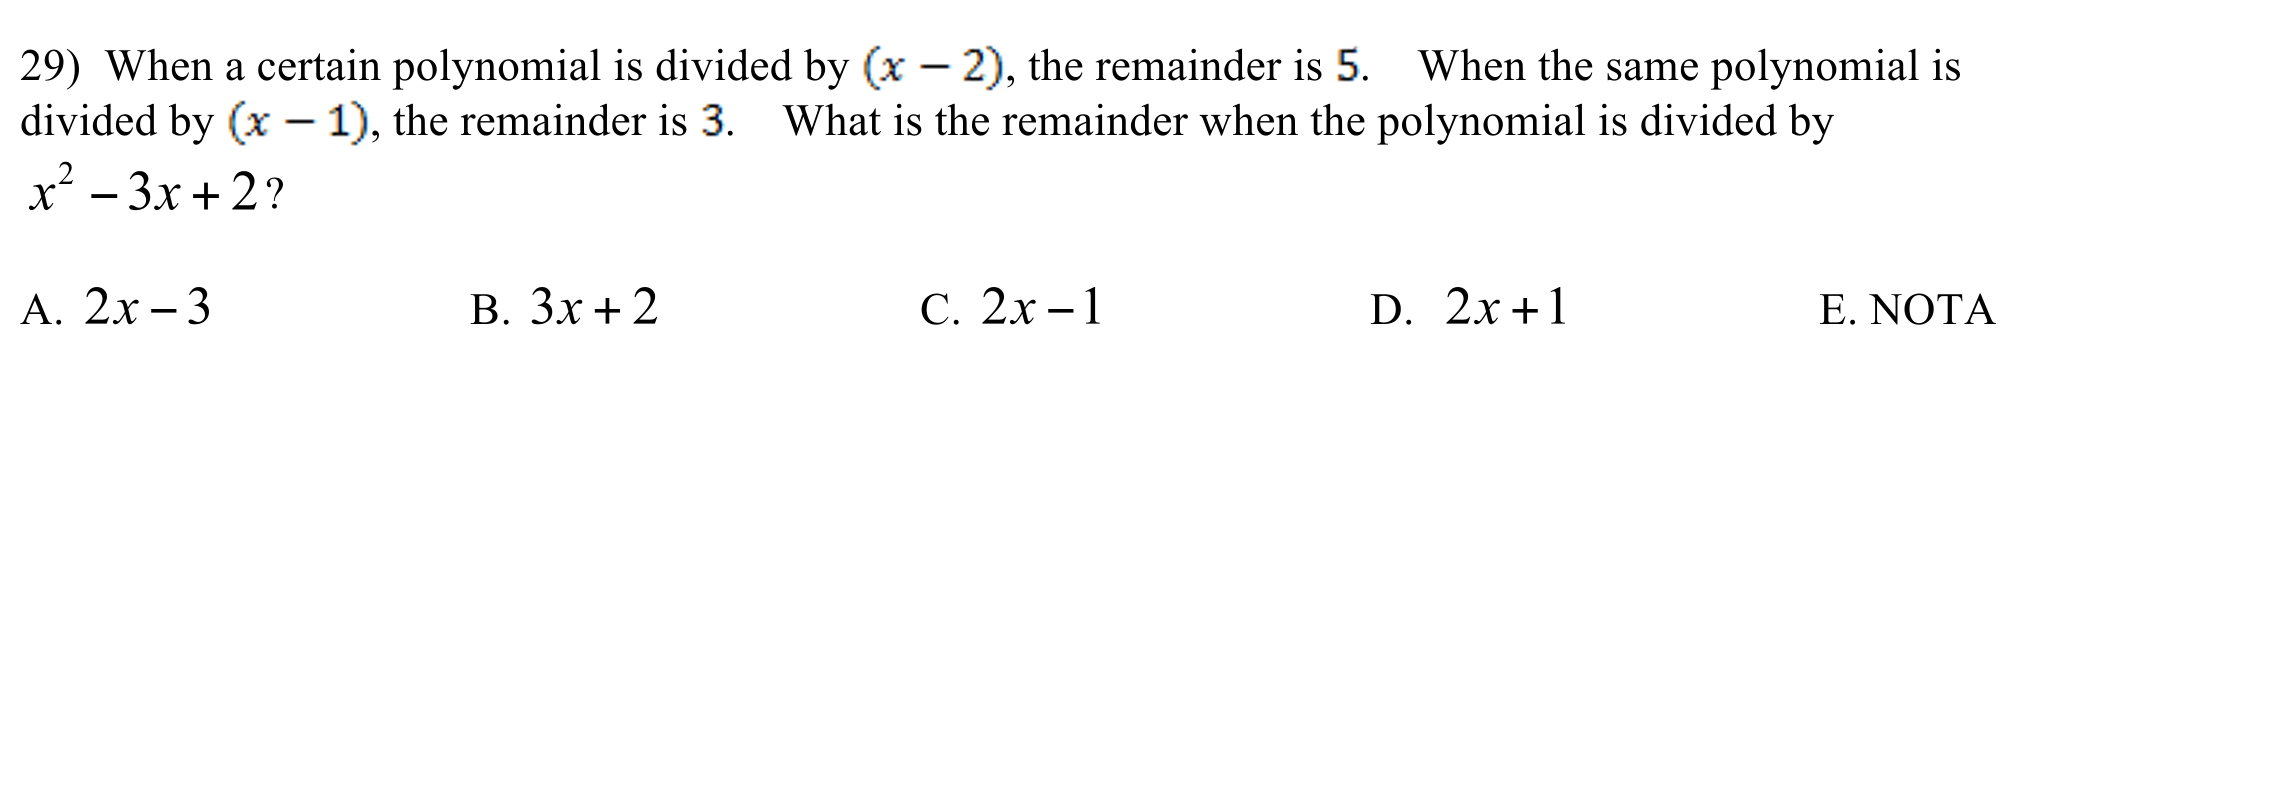 29) When a certain polynomial is divided by (x − 2), the remainder is 5. When the same polynomial is
divided by (x − 1), the remainder is 3. What is the remainder when the polynomial is divided by
x² − 3x + 2?
A. 2x − 3 B. 3x + 2 C. 2x − 1 D. 2x + 1 E. NOTA